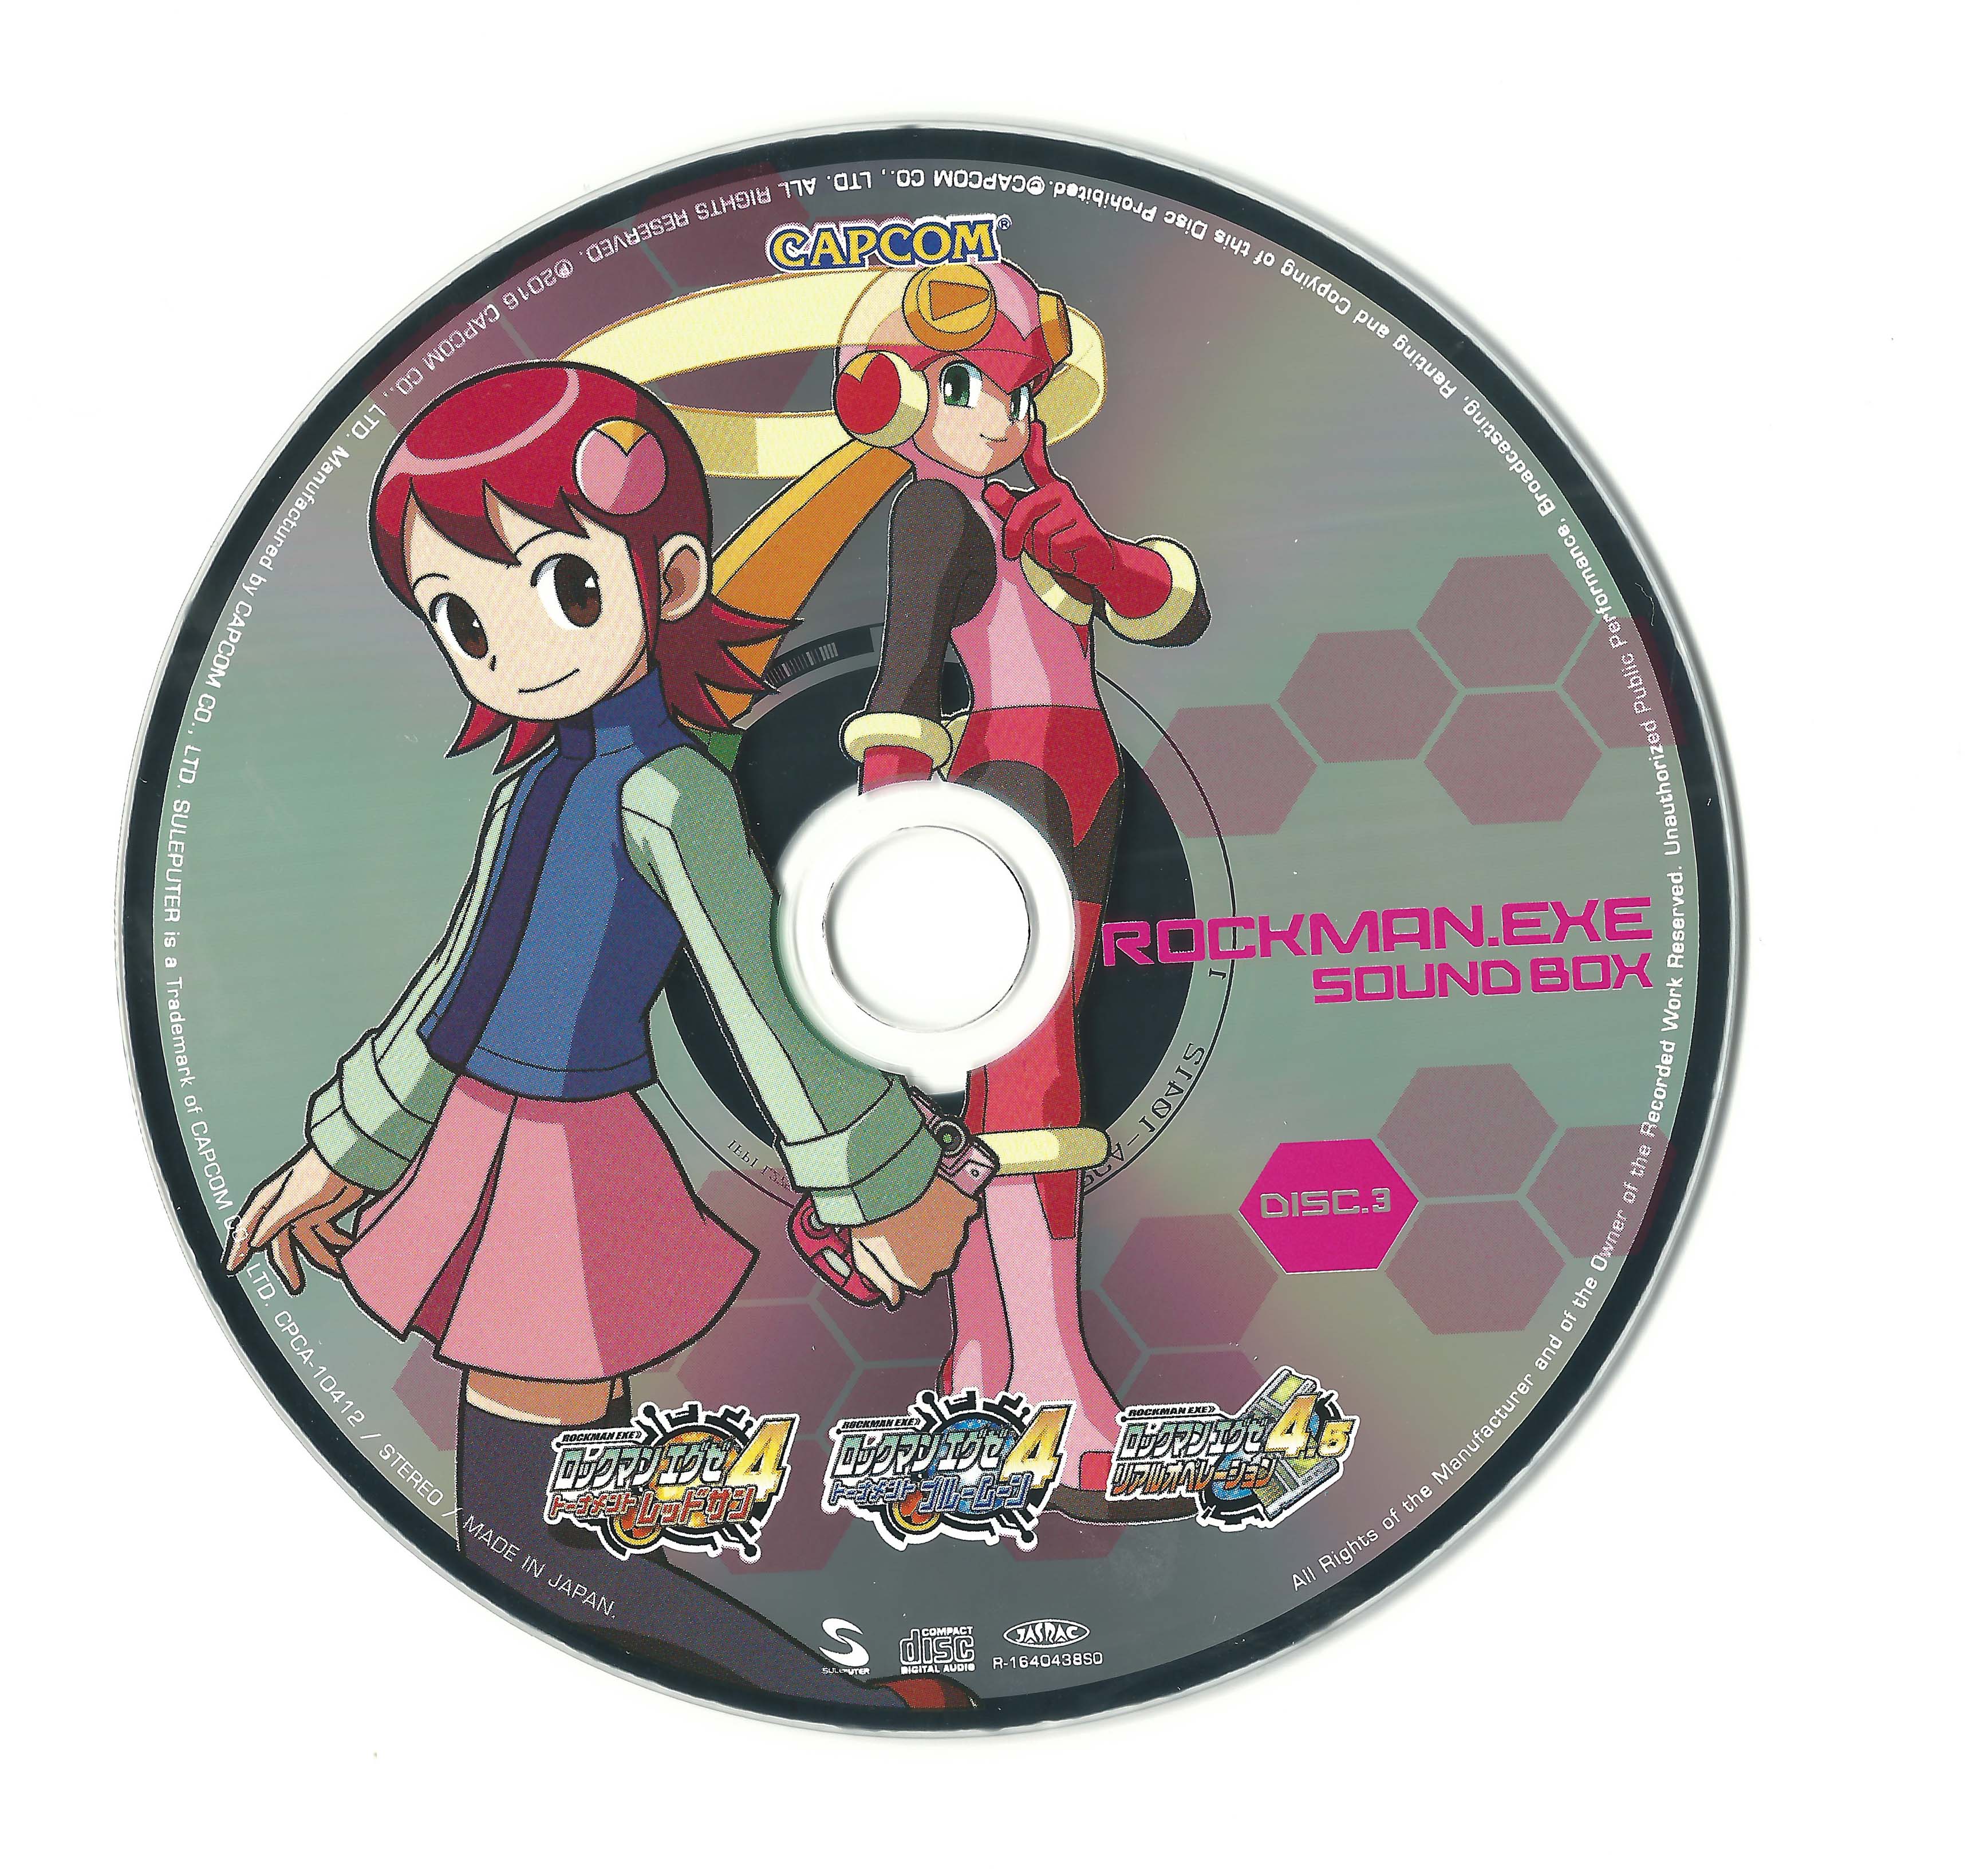 CAPCOM®
ROCKMAN.EXE
SOUND BOX
DISC.3
ROCKMAN EXE
ロックマン エグゼ 4
トーナメント レッドサン
ROCKMAN EXE
ロックマン エグゼ 4
トーナメント ブルームーン
ROCKMAN EXE
ロックマン エグゼ 4.5
リアルオペレーション
SULEPUTER
COMPACT
disc
DIGITAL AUDIO
JASRAC
R-1640438SO
All Rights of the Manufacturer and of the Owner of the Recorded Work Reserved. Unauthorized Public Performance, Broadcasting, Renting and Copying of this Disc Prohibited.©CAPCOM CO., LTD. ALL RIGHTS RESERVED. ℗2016 CAPCOM CO., LTD. Manufactured by CAPCOM CO., LTD. SULEPUTER is a Trademark of CAPCOM CO., LTD. CPCA-10412 / STEREO / MADE IN JAPAN.